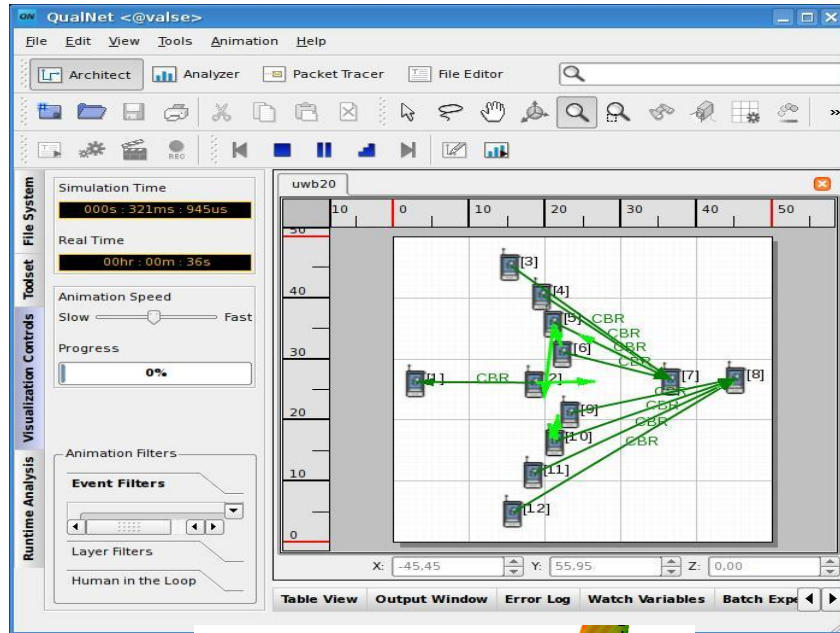 QualNet <@valse>
File Edit View Tools Animation Help
Architect Analyzer Packet Tracer File Editor
REC
File System
Toolset
Visualization Controls
Runtime Analysis
Simulation Time
000s : 321ms : 945us
Real Time
00hr : 00m : 36s
Animation Speed
Slow Fast
Progress
0%
Animation Filters
Event Filters
Layer Filters
Human in the Loop
uwb20
10 0 10 20 30 40 50
50
40
30
20
10
0
[3]
[4]
CBR
[5] CBR
[6] CBR
CBR
[1] CBR 2] [7] [8]
CBR
[9] CBR
[10] CBR
CBR
[11]
[12]
X: -45,45 Y: 55,95 Z: 0,00
Table View Output Window Error Log Watch Variables Batch Expe